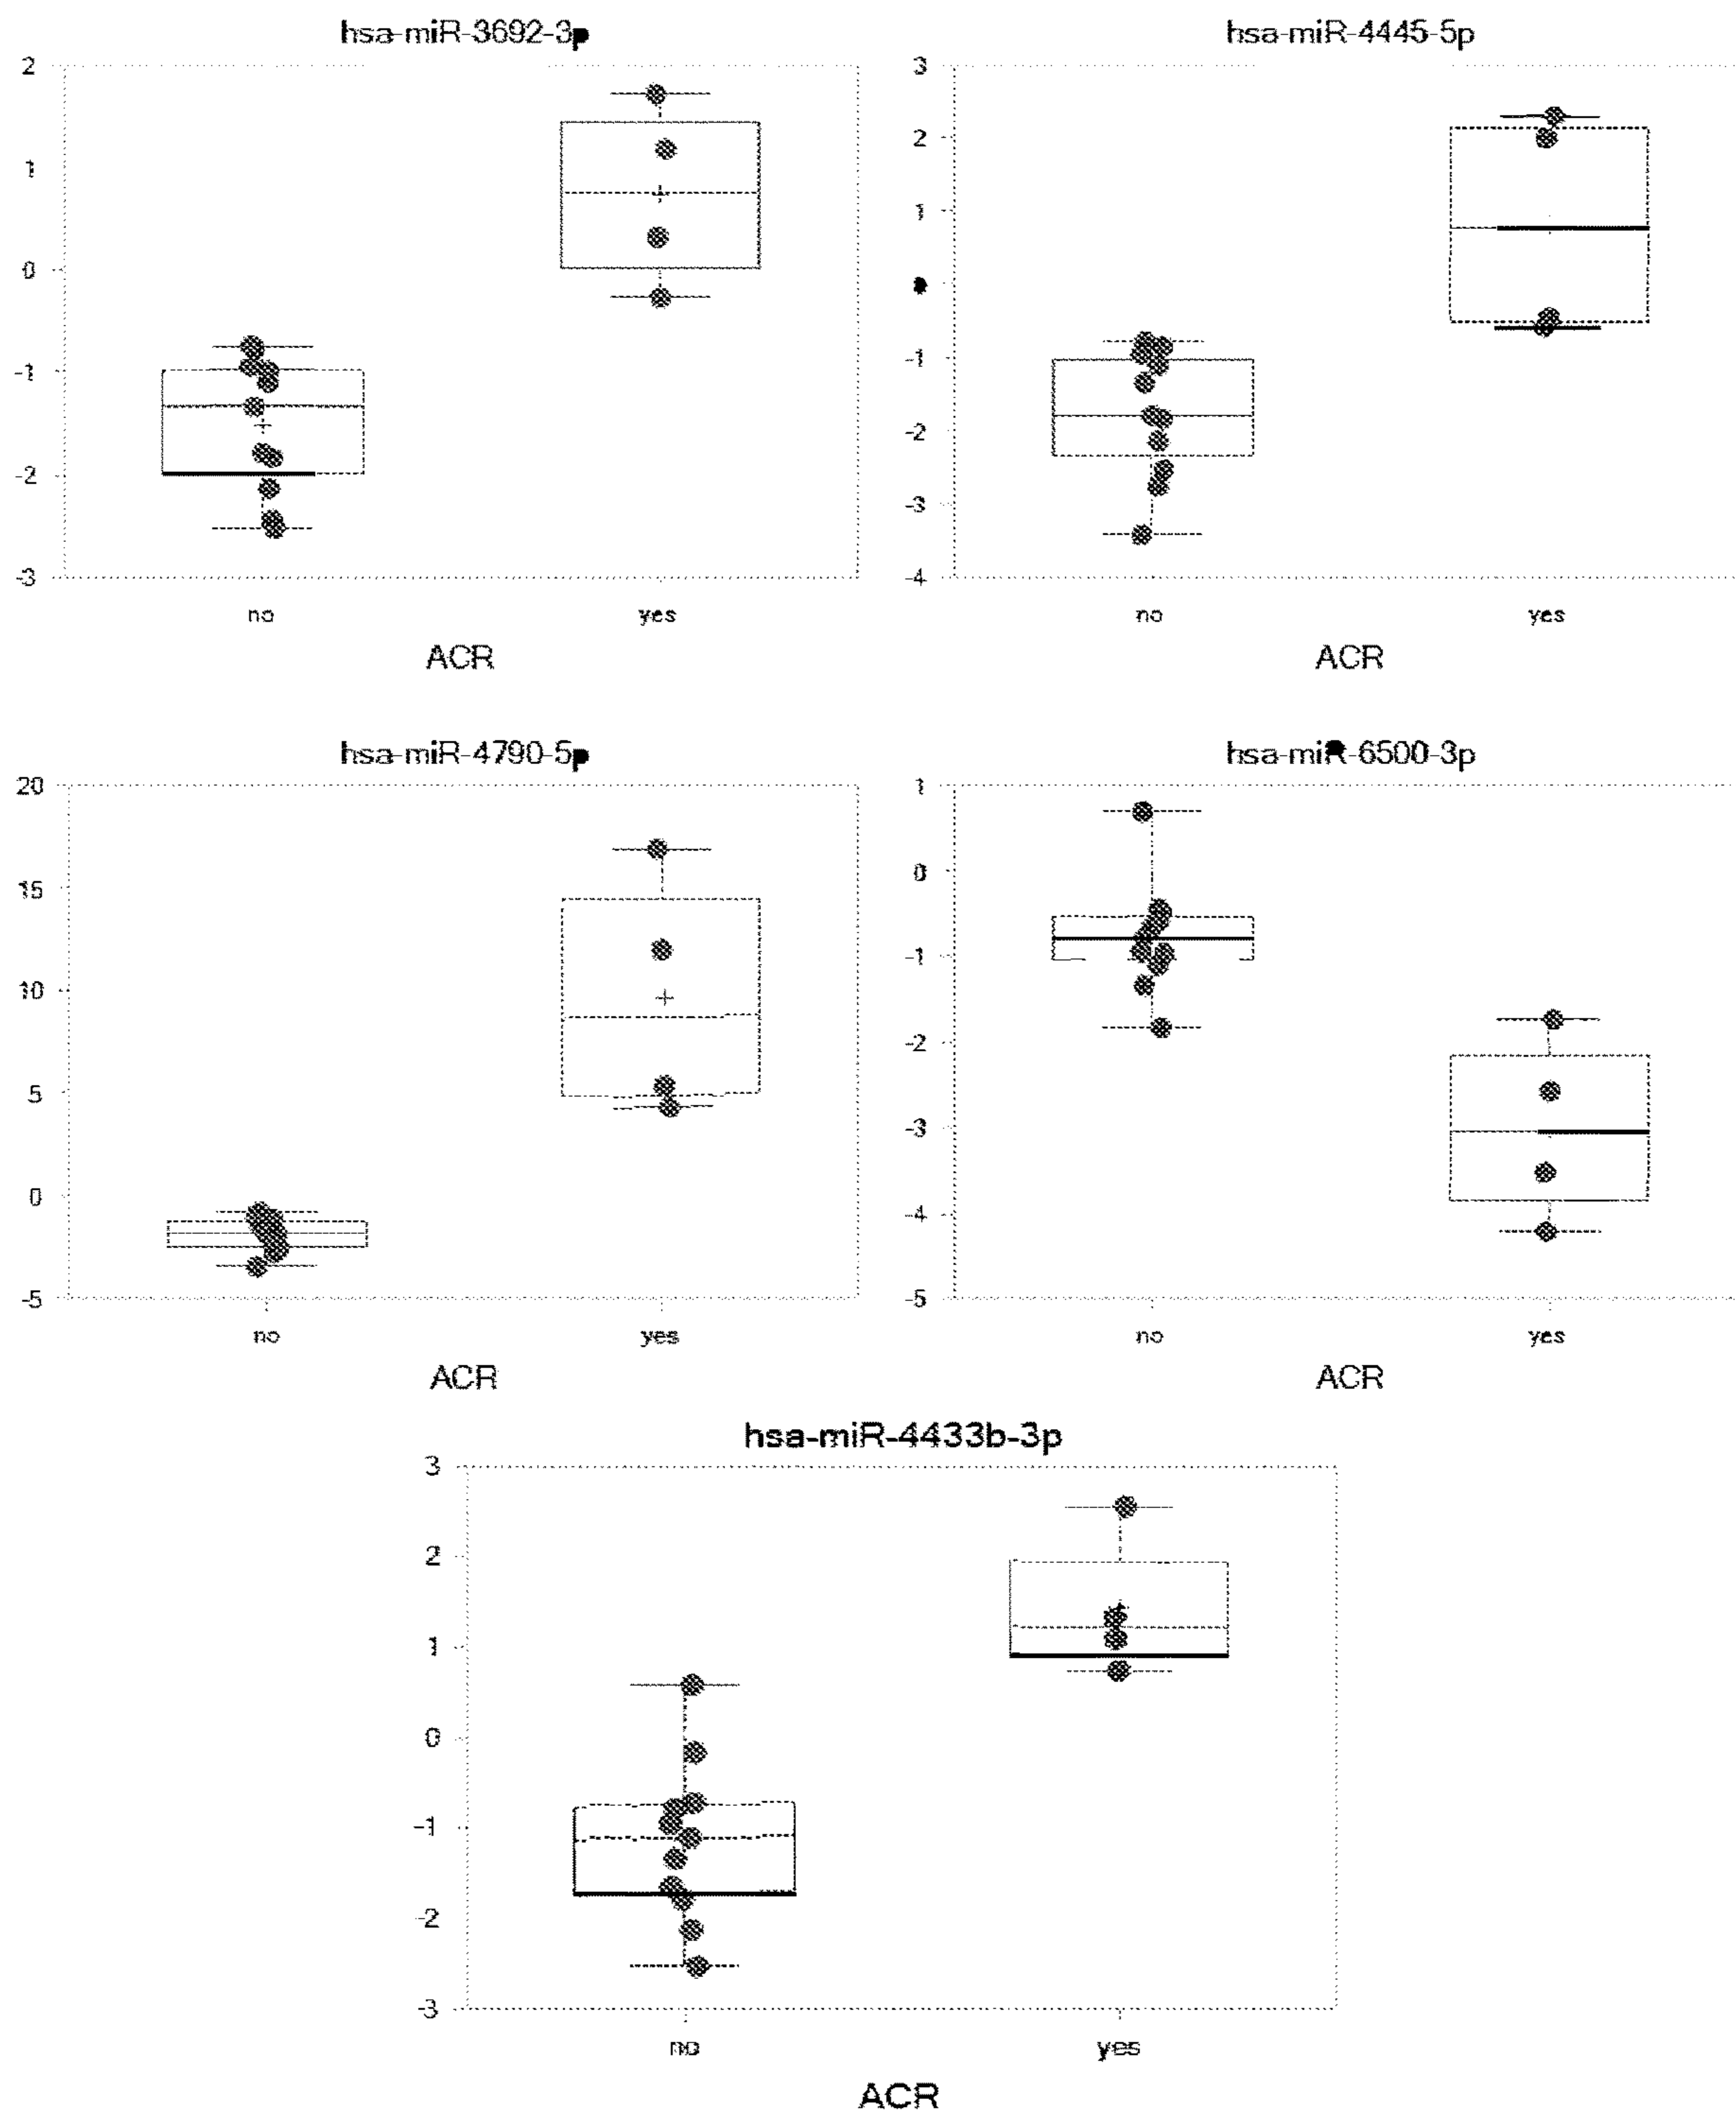 hsa-miR-3692-3p
2
1
0
-1
-2
-3
no
yes
ACR
hsa-miR-4445-5p
3
2
1
-1
-2
-3
-4
no
yes
ACR
hsa-miR-4790-5p
20
15
10
5
0
-5
no
yes
ACR
hsa-miR-6500-3p
1
0
-1
-2
-3
-4
-5
no
yes
ACR
hsa-miR-4433b-3p
3
2
1
0
-1
-2
-3
no
yes
ACR